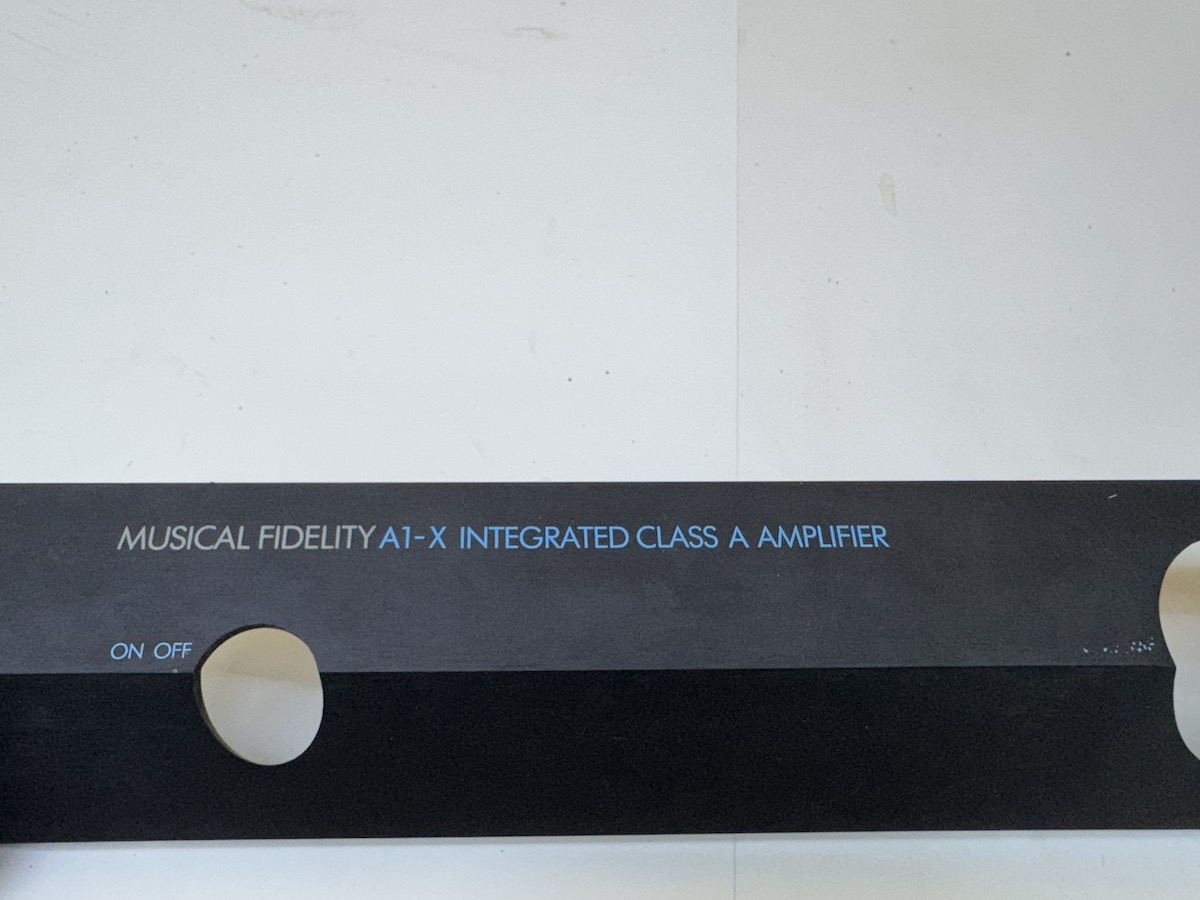 MUSICAL FIDELITY A1-X INTEGRATED CLASS A AMPLIFIER
ON OFF